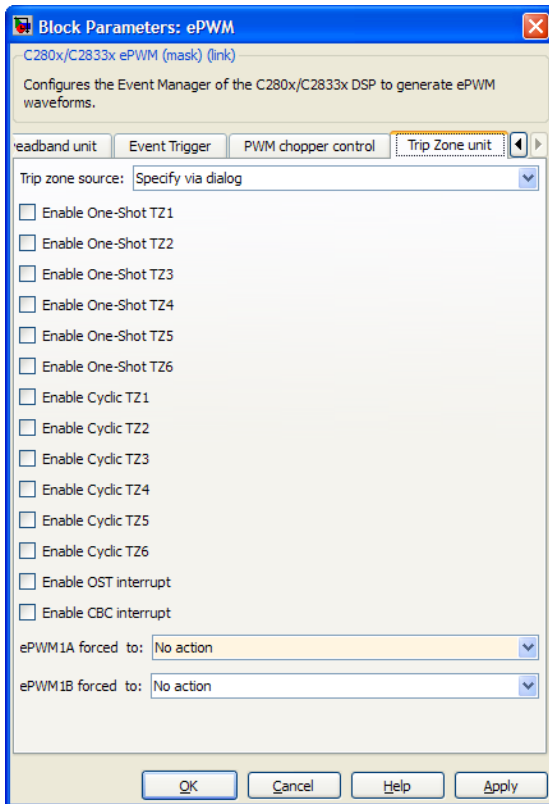 Block Parameters: ePWM
C280x/C2833x ePWM (mask) (link)
Configures the Event Manager of the C280x/C2833x DSP to generate ePWM
waveforms.
eadband unit Event Trigger PWM chopper control Trip Zone unit
Trip zone source: Specify via dialog
Enable One-Shot TZ1
Enable One-Shot TZ2
Enable One-Shot TZ3
Enable One-Shot TZ4
Enable One-Shot TZ5
Enable One-Shot TZ6
Enable Cyclic TZ1
Enable Cyclic TZ2
Enable Cyclic TZ3
Enable Cyclic TZ4
Enable Cyclic TZ5
Enable Cyclic TZ6
Enable OST interrupt
Enable CBC interrupt
ePWM1A forced to: No action
ePWM1B forced to: No action
OK Cancel Help Apply